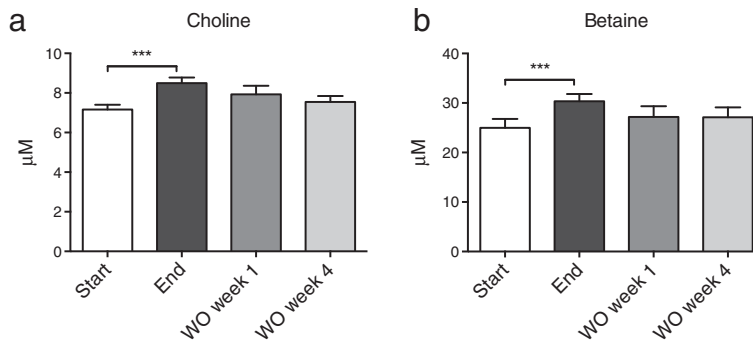 a
Choline
10
8
6
4
2
0
μM
***
Start
End
WO week 1
WO week 4
b
Betaine
40
30
20
10
0
μM
***
Start
End
WO week 1
WO week 4